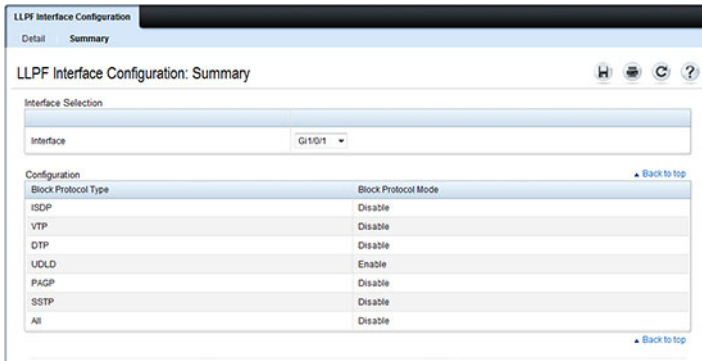 LLPF Interface Configuration
Detail Summary
LLPF Interface Configuration: Summary
Interface Selection
Interface Gi1/0/1
Configuration ▲ Back to top
Block Protocol Type Block Protocol Mode
ISDP Disable
VTP Disable
DTP Disable
UDLD Enable
PAGP Disable
SSTP Disable
All Disable
▲ Back to top